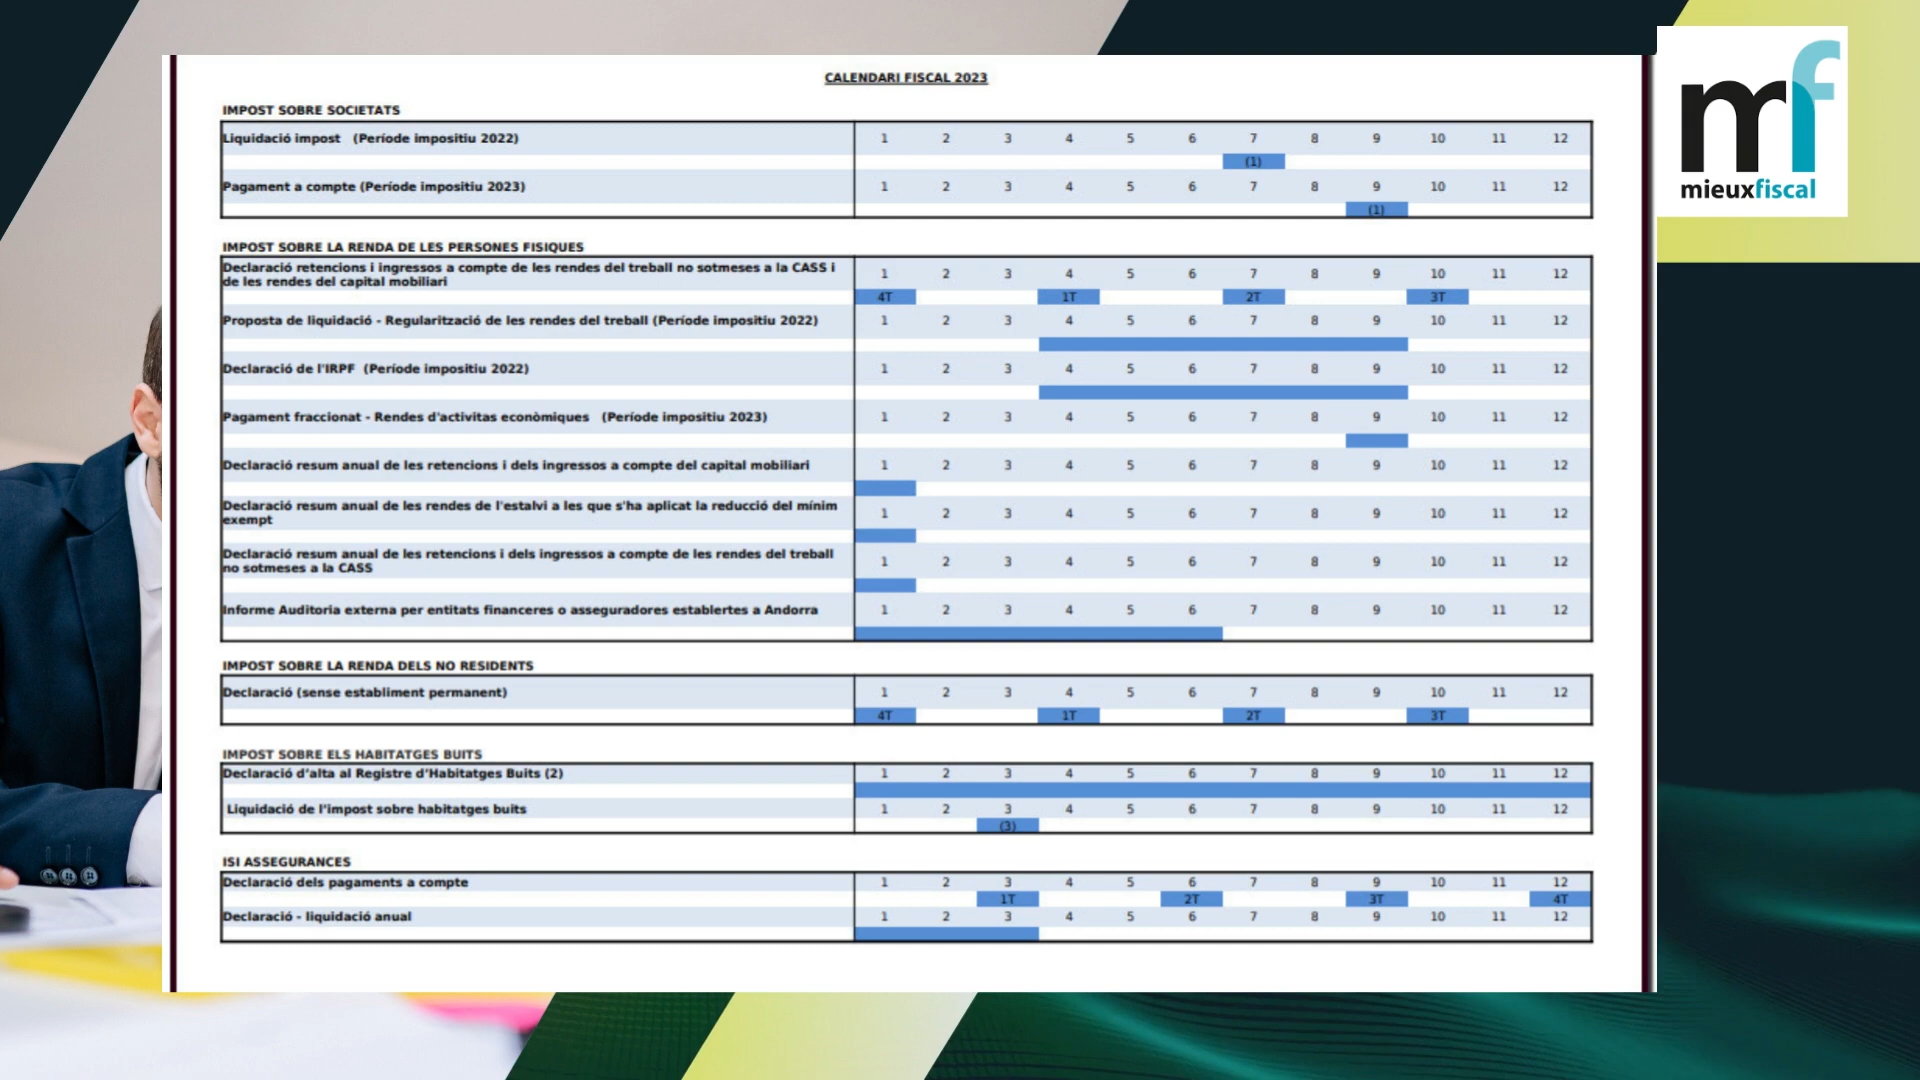 CALENDARI FISCAL 2023
IMPOST SOBRE SOCIETATS
Liquidació impost (Període impositiu 2022) 1 2 3 4 5 6 7 8 9 10 11 12
(1)
Pagament a compte (Període impositiu 2023) 1 2 3 4 5 6 7 8 9 10 11 12
(1)
IMPOST SOBRE LA RENDA DE LES PERSONES FISIQUES
Declaració retencions i ingressos a compte de les rendes del treball no sotmeses a la CASS i
de les rendes del capital mobiliari 1 2 3 4 5 6 7 8 9 10 11 12
4T 1T 2T 3T
Proposta de liquidació - Regularització de les rendes del treball (Període impositiu 2022) 1 2 3 4 5 6 7 8 9 10 11 12
Declaració de l'IRPF (Període impositiu 2022) 1 2 3 4 5 6 7 8 9 10 11 12
Pagament fraccionat - Rendes d'activitas econòmiques (Període impositiu 2023) 1 2 3 4 5 6 7 8 9 10 11 12
Declaració resum anual de les retencions i dels ingressos a compte del capital mobiliari 1 2 3 4 5 6 7 8 9 10 11 12
Declaració resum anual de les rendes de l'estalvi a les que s'ha aplicat la reducció del mínim
exempt 1 2 3 4 5 6 7 8 9 10 11 12
Declaració resum anual de les retencions i dels ingressos a compte de les rendes del treball
no sotmeses a la CASS 1 2 3 4 5 6 7 8 9 10 11 12
Informe Auditoria externa per entitats financeres o asseguradores establertes a Andorra 1 2 3 4 5 6 7 8 9 10 11 12
IMPOST SOBRE LA RENDA DELS NO RESIDENTS
Declaració (sense establiment permanent) 1 2 3 4 5 6 7 8 9 10 11 12
4T 1T 2T 3T
IMPOST SOBRE ELS HABITATGES BUITS
Declaració d’alta al Registre d’Habitatges Buits (2) 1 2 3 4 5 6 7 8 9 10 11 12
Liquidació de l’impost sobre habitatges buits 1 2 3 4 5 6 7 8 9 10 11 12
(3)
ISI ASSEGURANCES
Declaració dels pagaments a compte 1 2 3 4 5 6 7 8 9 10 11 12
1T 2T 3T 4T
Declaració - liquidació anual 1 2 3 4 5 6 7 8 9 10 11 12
mf
mieuxfiscal